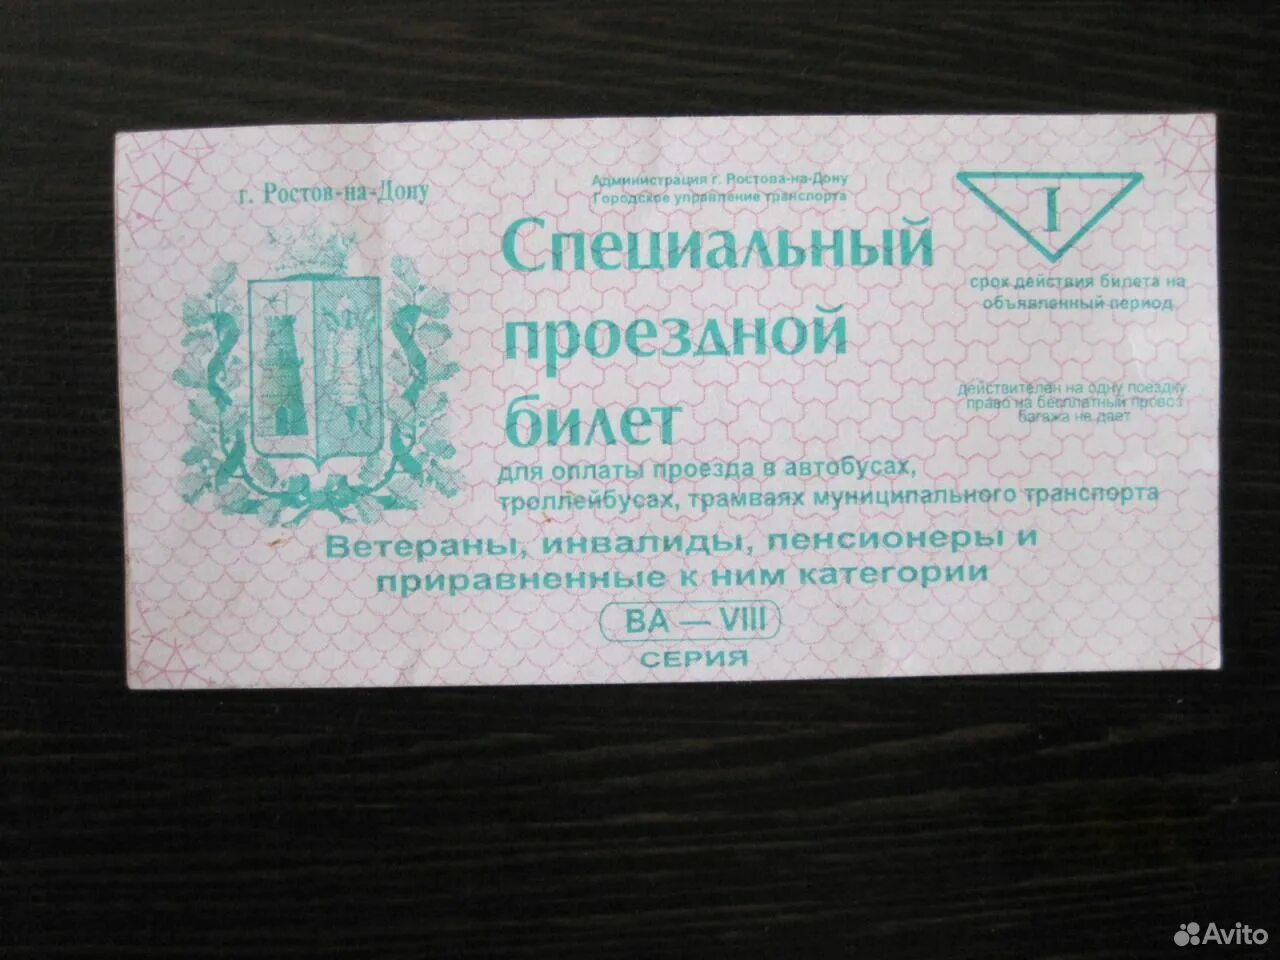 г. Ростов-на-Дону
Администрация г. Ростова-на-Дону
Городское управление транспорта
Специальный
проездной
билет
I
срок действия билета на
объявленный период
действителен на одну поездку
право на бесплатный провоз
багажа не дает
для оплаты проезда в автобусах,
троллейбусах, трамваях муниципального транспорта
Ветераны, инвалиды, пенсионеры и
приравненные к ним категории
ВА — VIII
СЕРИЯ
Avito